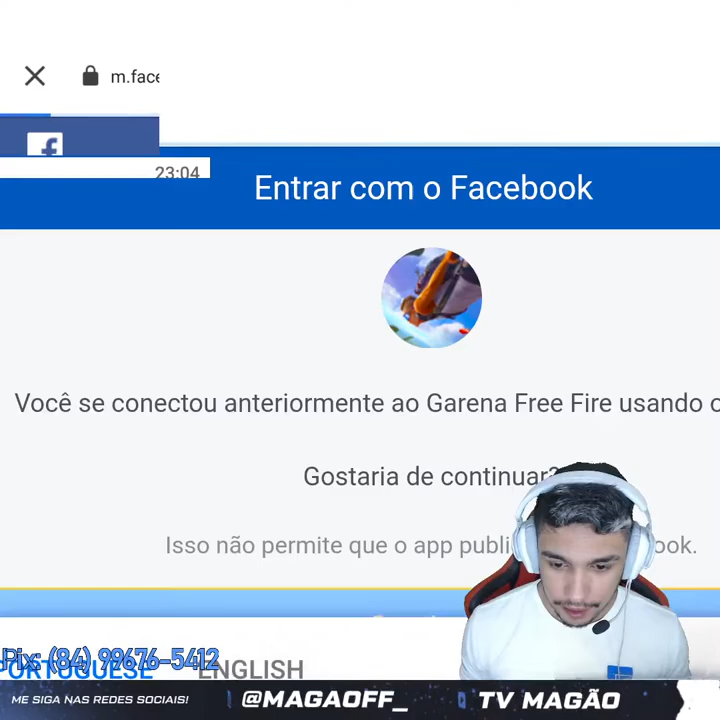 m.face
23:04
Entrar com o Facebook
Você se conectou anteriormente ao Garena Free Fire usando o
Gostaria de continuar?
Isso não permite que o app publi ook.
Pix: (84) 99676-5412
PORTUGUESE ENGLISH
ME SIGA NAS REDES SOCIAIS! @MAGAOFF_ TV MAGÃO